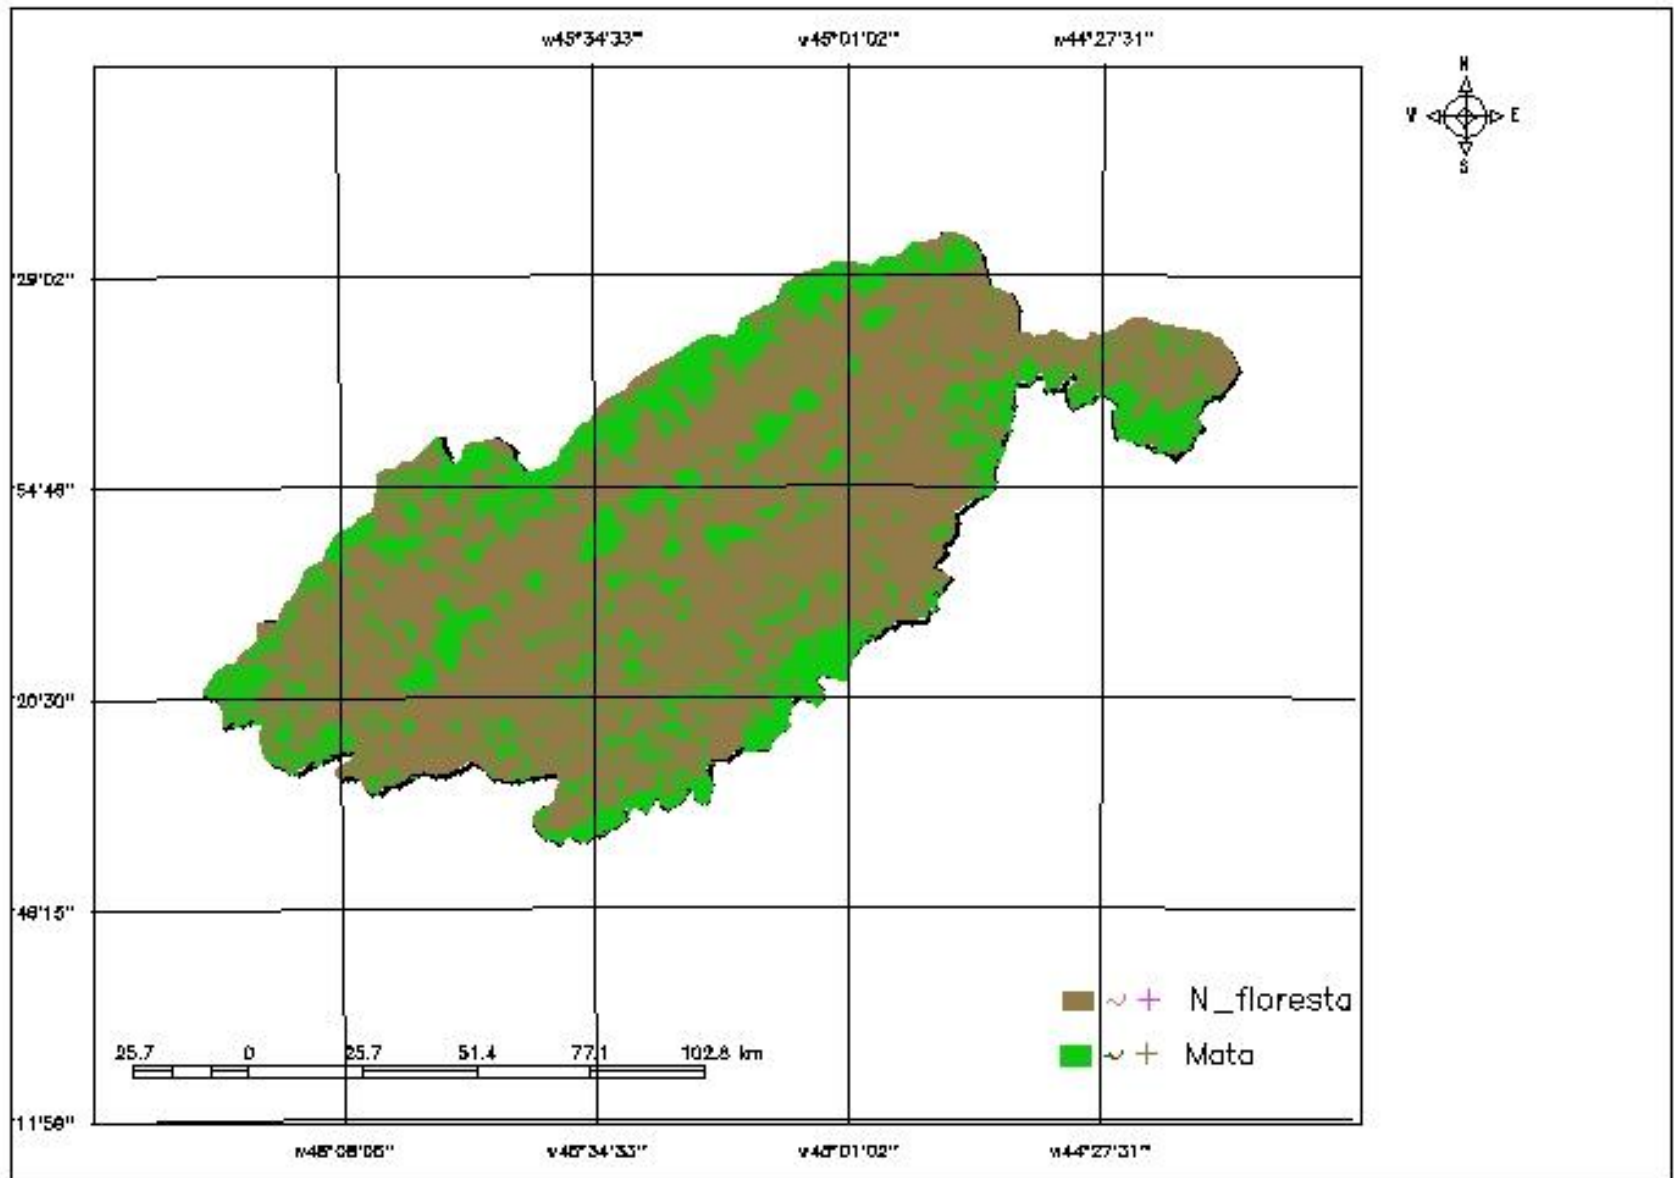 w45°34'33" w45°01'02" w44°27'31"
N
W E
S
29'02"
54'46"
20'30"
46'15"
N_floresta
25.7 0 25.7 51.4 77.1 102.8 km
Mata
11'58"
w46°08'05" w45°34'33" w45°01'02" w44°27'31"